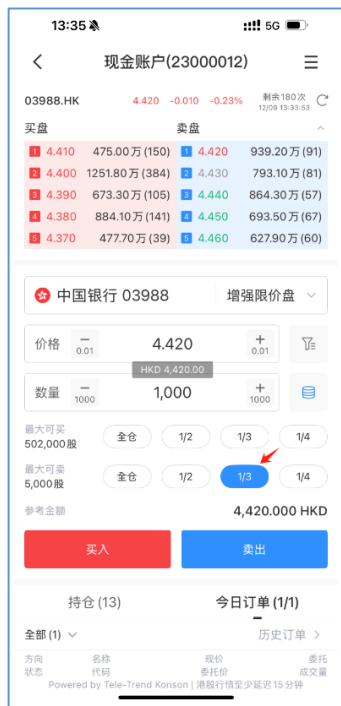 13:35 5G
现金账户(23000012)
03988.HK 4.420 -0.010 -0.23% 剩余180次
12/09 13:33:53
买盘 卖盘
1 4.410 475.00万(150) 1 4.420 939.20万(91)
2 4.400 1251.80万(384) 2 4.430 793.10万(81)
3 4.390 673.30万(105) 3 4.440 864.30万(57)
4 4.380 884.10万(141) 4 4.450 693.50万(67)
5 4.370 477.70万(39) 5 4.460 627.90万(60)
中国银行 03988 增强限价盘
价格 − 0.01 4.420 + 0.01
HKD 4,420.00
数量 − 1000 1,000 + 1000
最大可买
502,000股 全仓 1/2 1/3 1/4
最大可卖
5,000股 全仓 1/2 1/3 1/4
参考金额 4,420.000 HKD
买入 卖出
持仓(13) 今日订单(1/1)
全部(1) 历史订单
方向 名称 现价 委托
状态 代码 委托价 成交量
Powered by Tele-Trend Konson | 港股行情至少延迟15分钟